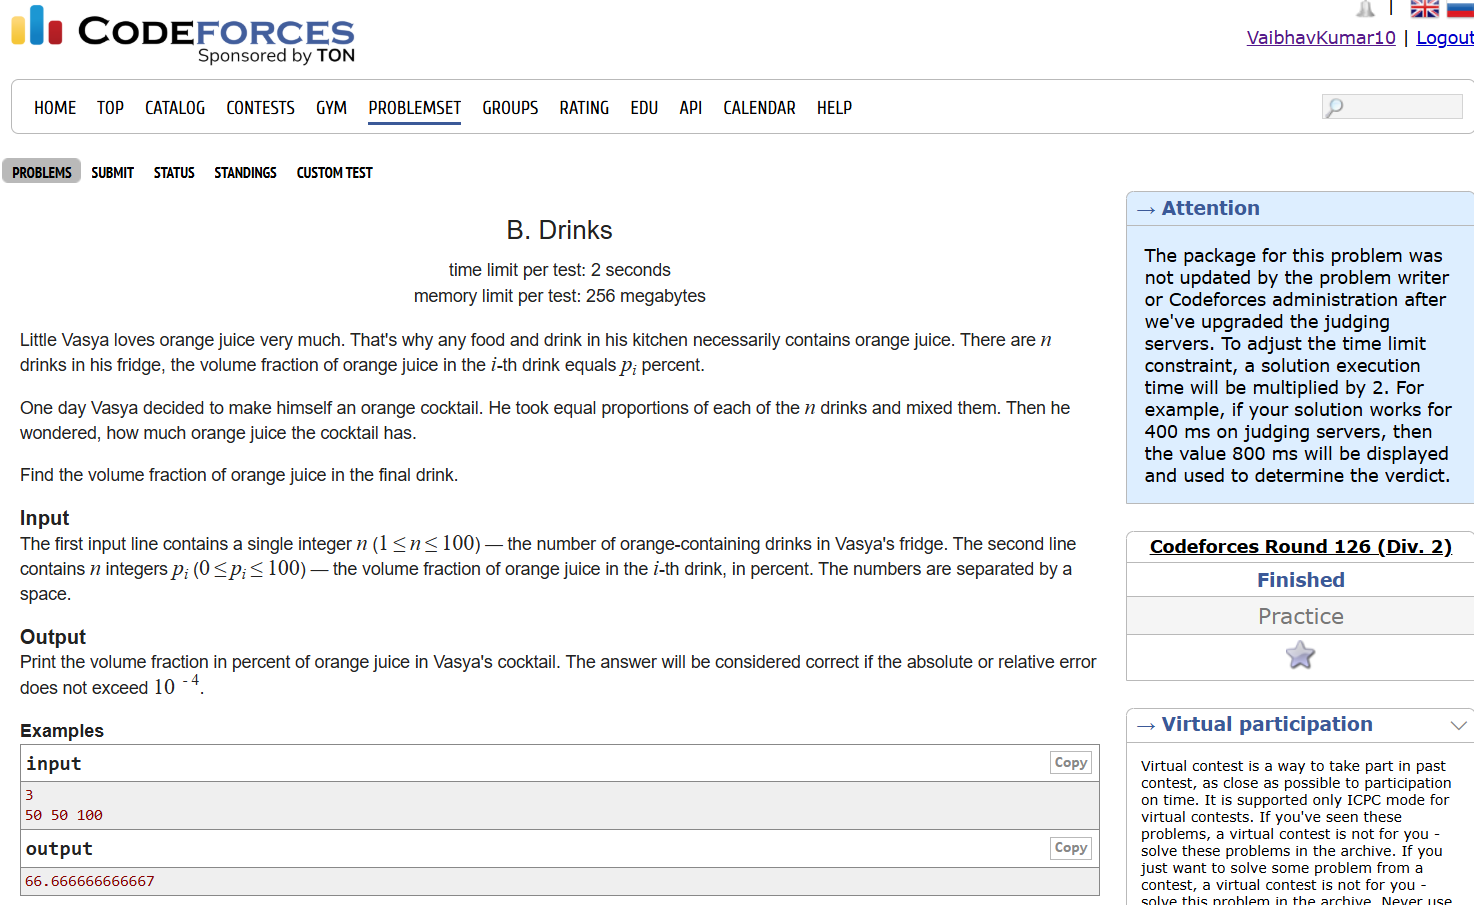 CODEFORCES
Sponsored by TON
|
VaibhavKumar10 | Logout
HOME TOP CATALOG CONTESTS GYM PROBLEMSET GROUPS RATING EDU API CALENDAR HELP
PROBLEMS SUBMIT STATUS STANDINGS CUSTOM TEST
B. Drinks
time limit per test: 2 seconds
memory limit per test: 256 megabytes
Little Vasya loves orange juice very much. That's why any food and drink in his kitchen necessarily contains orange juice. There are n
drinks in his fridge, the volume fraction of orange juice in the i-th drink equals pi percent.
One day Vasya decided to make himself an orange cocktail. He took equal proportions of each of the n drinks and mixed them. Then he
wondered, how much orange juice the cocktail has.
Find the volume fraction of orange juice in the final drink.
Input
The first input line contains a single integer n (1 ≤ n ≤ 100) — the number of orange-containing drinks in Vasya's fridge. The second line
contains n integers pi (0 ≤ pi ≤ 100) — the volume fraction of orange juice in the i-th drink, in percent. The numbers are separated by a
space.
Output
Print the volume fraction in percent of orange juice in Vasya's cocktail. The answer will be considered correct if the absolute or relative error
does not exceed 10 - 4.
Examples
input
Copy
3
50 50 100
output
Copy
66.666666666667
→ Attention
The package for this problem was
not updated by the problem writer
or Codeforces administration after
we've upgraded the judging
servers. To adjust the time limit
constraint, a solution execution
time will be multiplied by 2. For
example, if your solution works for
400 ms on judging servers, then
the value 800 ms will be displayed
and used to determine the verdict.
Codeforces Round 126 (Div. 2)
Finished
Practice
→ Virtual participation
Virtual contest is a way to take part in past
contest, as close as possible to participation
on time. It is supported only ICPC mode for
virtual contests. If you've seen these
problems, a virtual contest is not for you -
solve these problems in the archive. If you
just want to solve some problem from a
contest, a virtual contest is not for you -
solve this problem in the archive. Never use